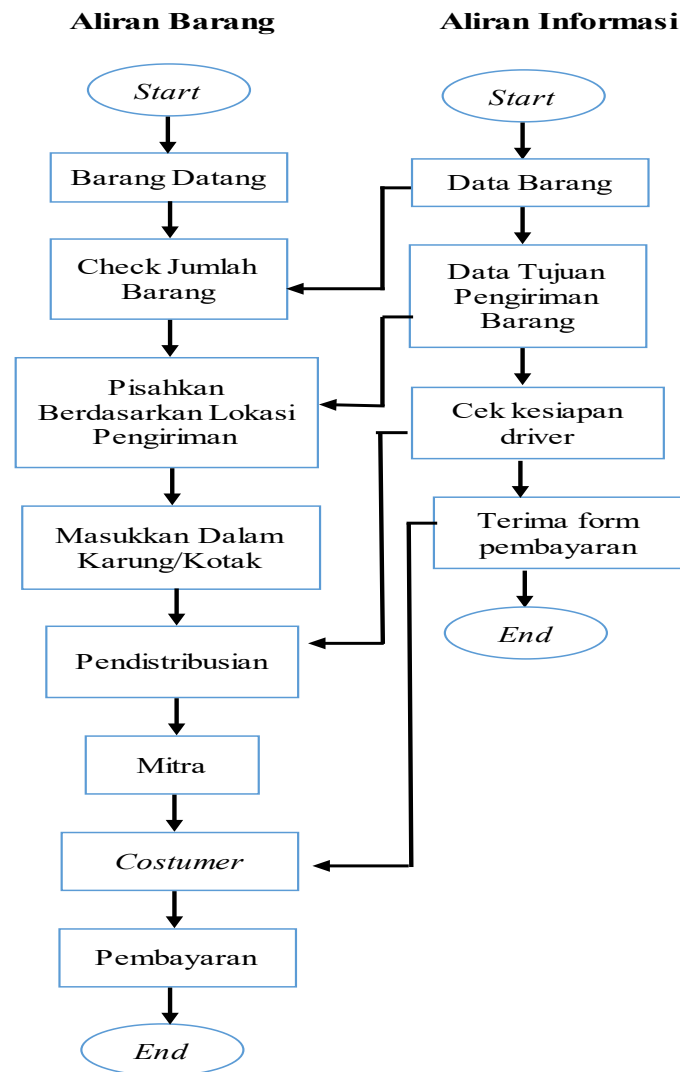 Aliran Barang
Start
Barang Datang
Check Jumlah
Barang
Pisahkan
Berdasarkan Lokasi
Pengiriman
Masukkan Dalam
Karung/Kotak
Pendistribusian
Mitra
Costumer
Pembayaran
End
Aliran Informasi
Start
Data Barang
Data Tujuan
Pengiriman
Barang
Cek kesiapan
driver
Terima form
pembayaran
End